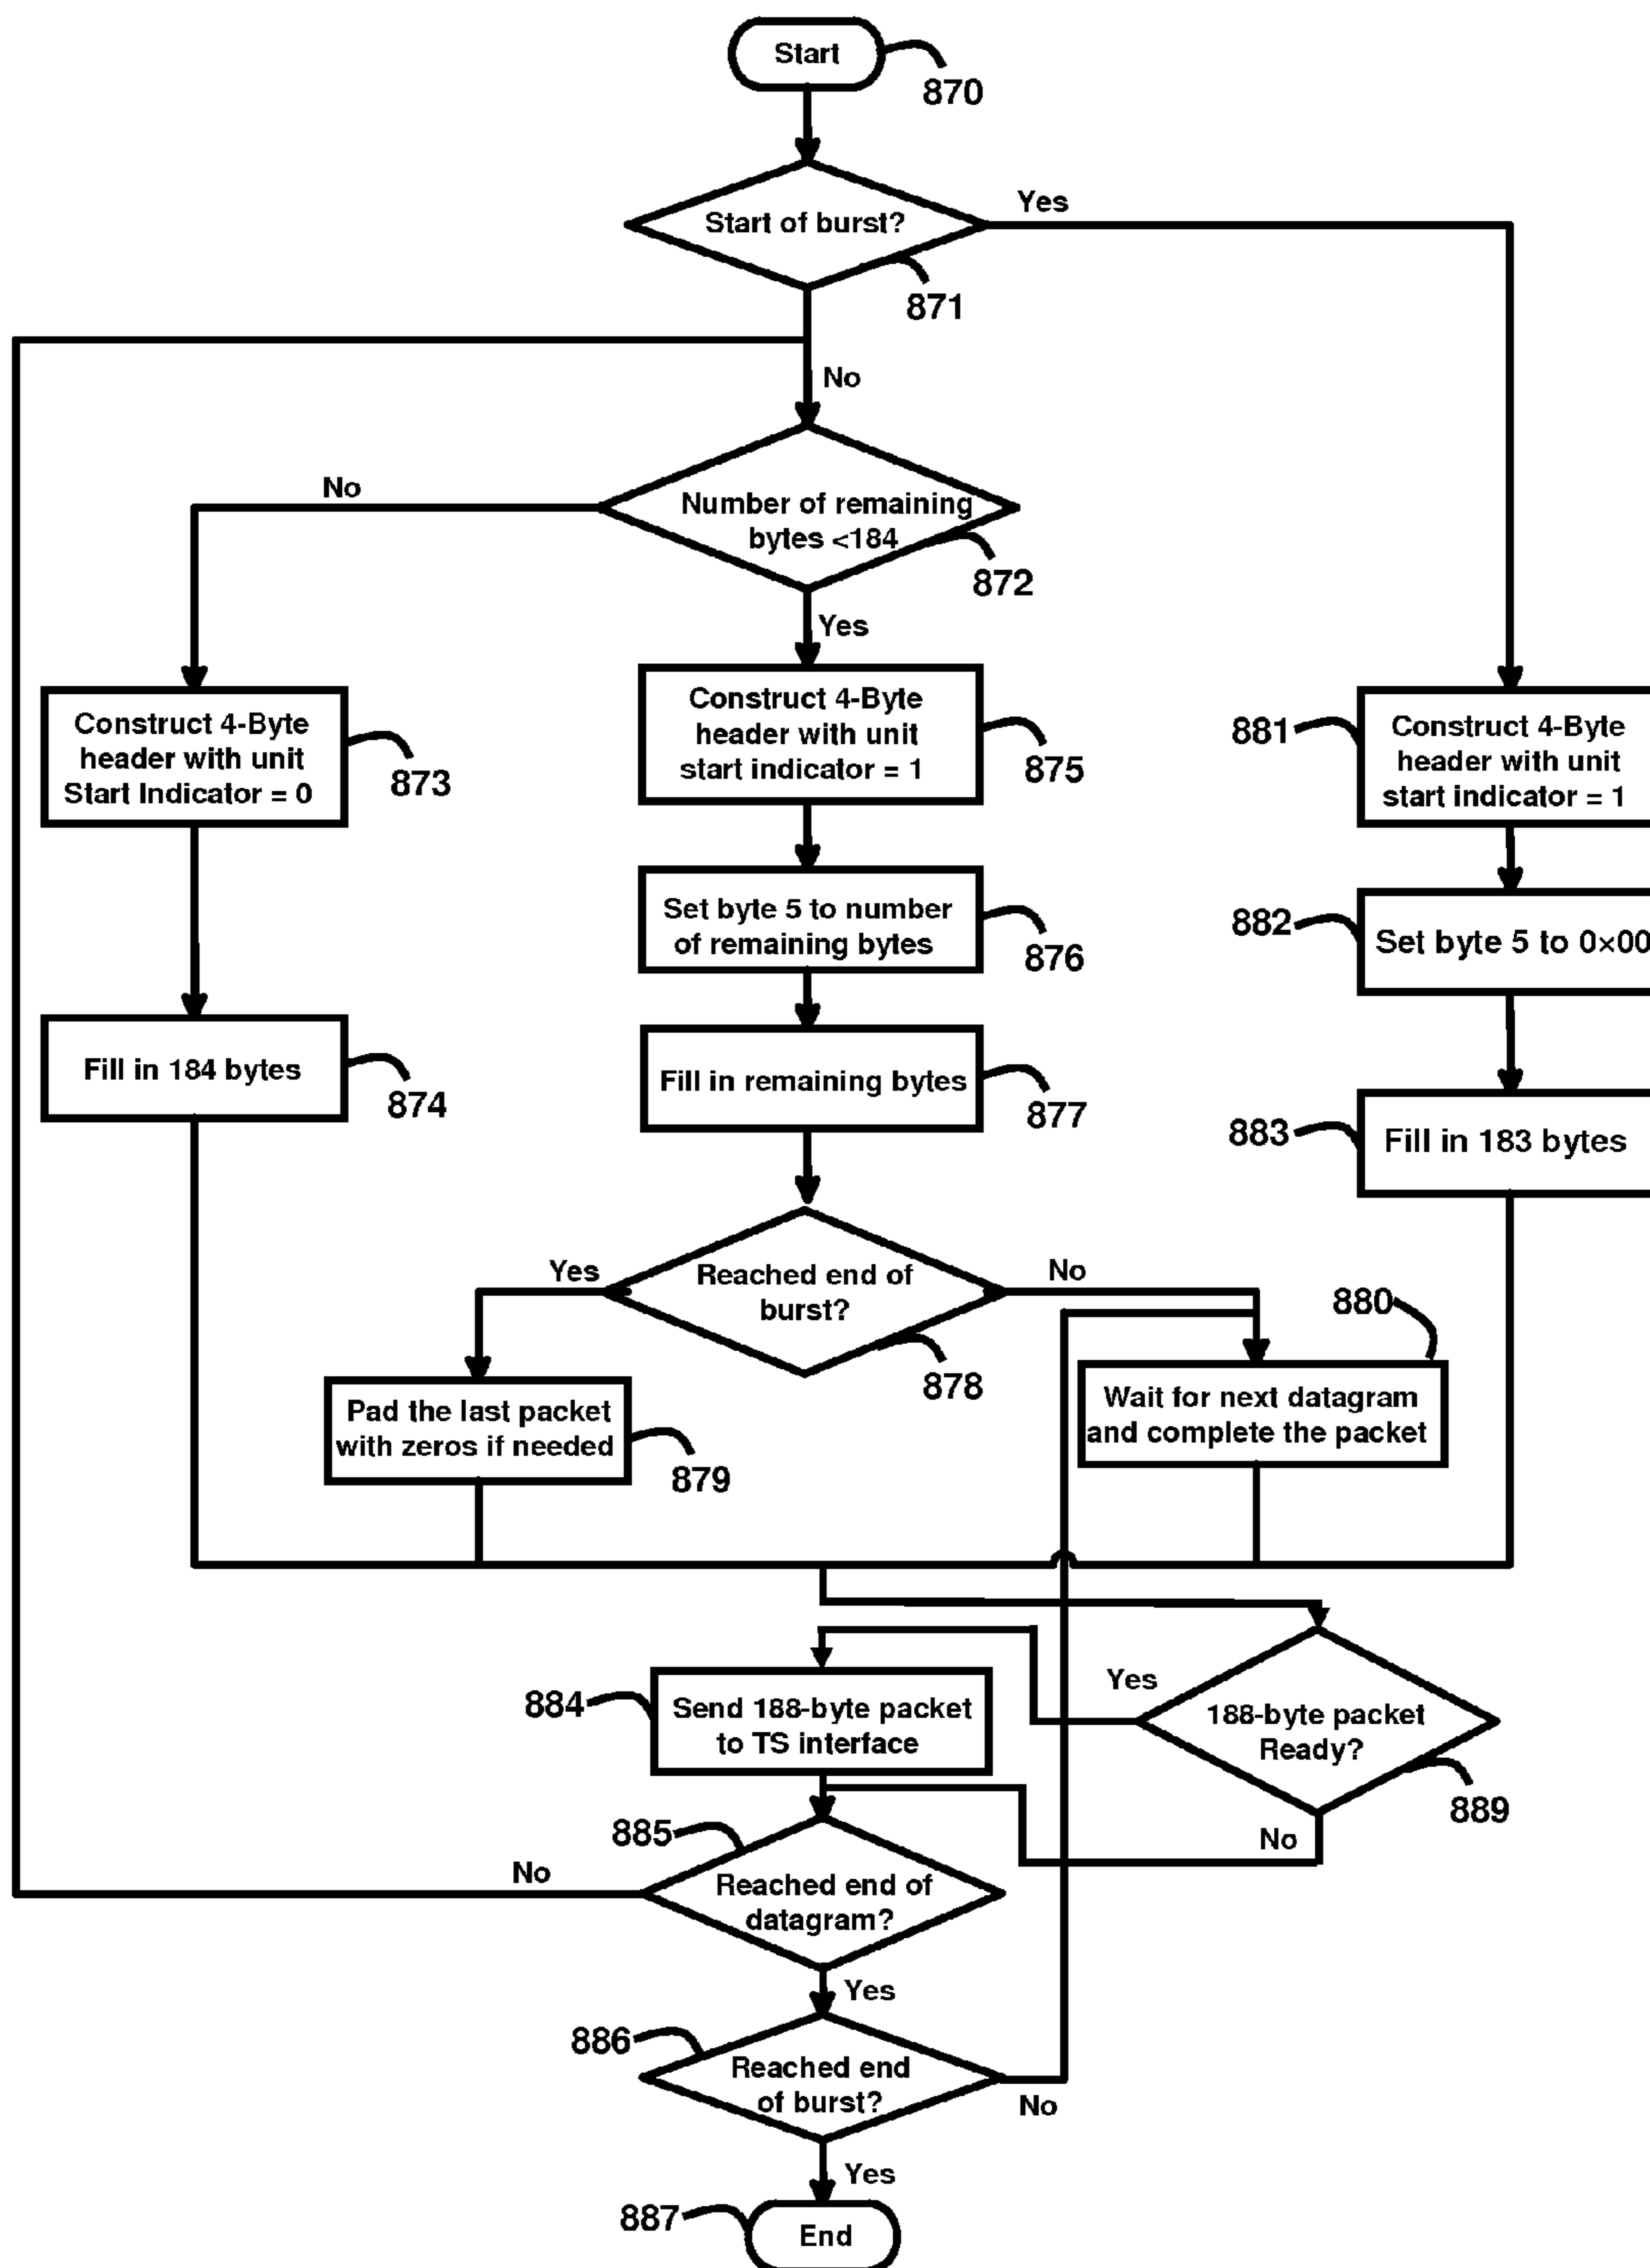 Start
870
Start of burst?
Yes
871
No
Number of remaining
bytes <184
872
No
Yes
Construct 4-Byte
header with unit
Start Indicator = 0
873
Construct 4-Byte
header with unit
start indicator = 1
875
881
Construct 4-Byte
header with unit
start indicator = 1
Set byte 5 to number
of remaining bytes
876
882
Set byte 5 to 0×00
Fill in 184 bytes
874
Fill in remaining bytes
877
883
Fill in 183 bytes
Reached end of
burst?
Yes
No
878
880
Pad the last packet
with zeros if needed
879
Wait for next datagram
and complete the packet
884
Send 188-byte packet
to TS interface
Yes
188-byte packet
Ready?
889
No
885
Reached end of
datagram?
No
Yes
886
Reached end
of burst?
No
Yes
887
End